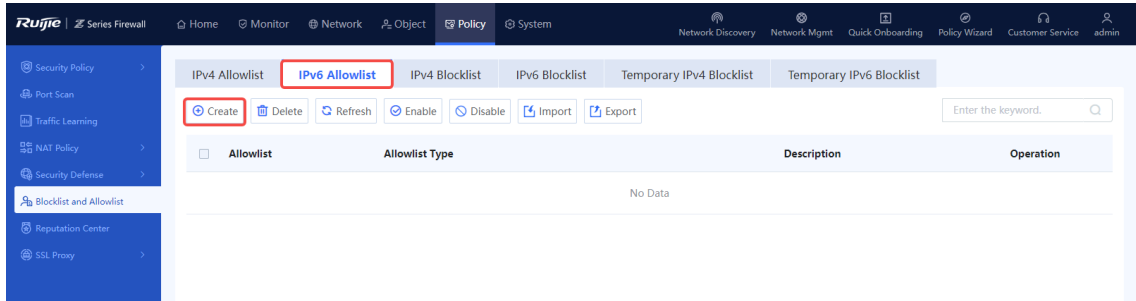 Ruijie | Z Series Firewall Home Monitor Network Object Policy System Network Discovery Network Mgmt Quick Onboarding Policy Wizard Customer Service admin
Security Policy
Port Scan
Traffic Learning
NAT Policy
Security Defense
Blocklist and Allowlist
Reputation Center
SSL Proxy
IPv4 Allowlist IPv6 Allowlist IPv4 Blocklist IPv6 Blocklist Temporary IPv4 Blocklist Temporary IPv6 Blocklist
Create Delete Refresh Enable Disable Import Export Enter the keyword.
Allowlist Allowlist Type Description Operation
No Data